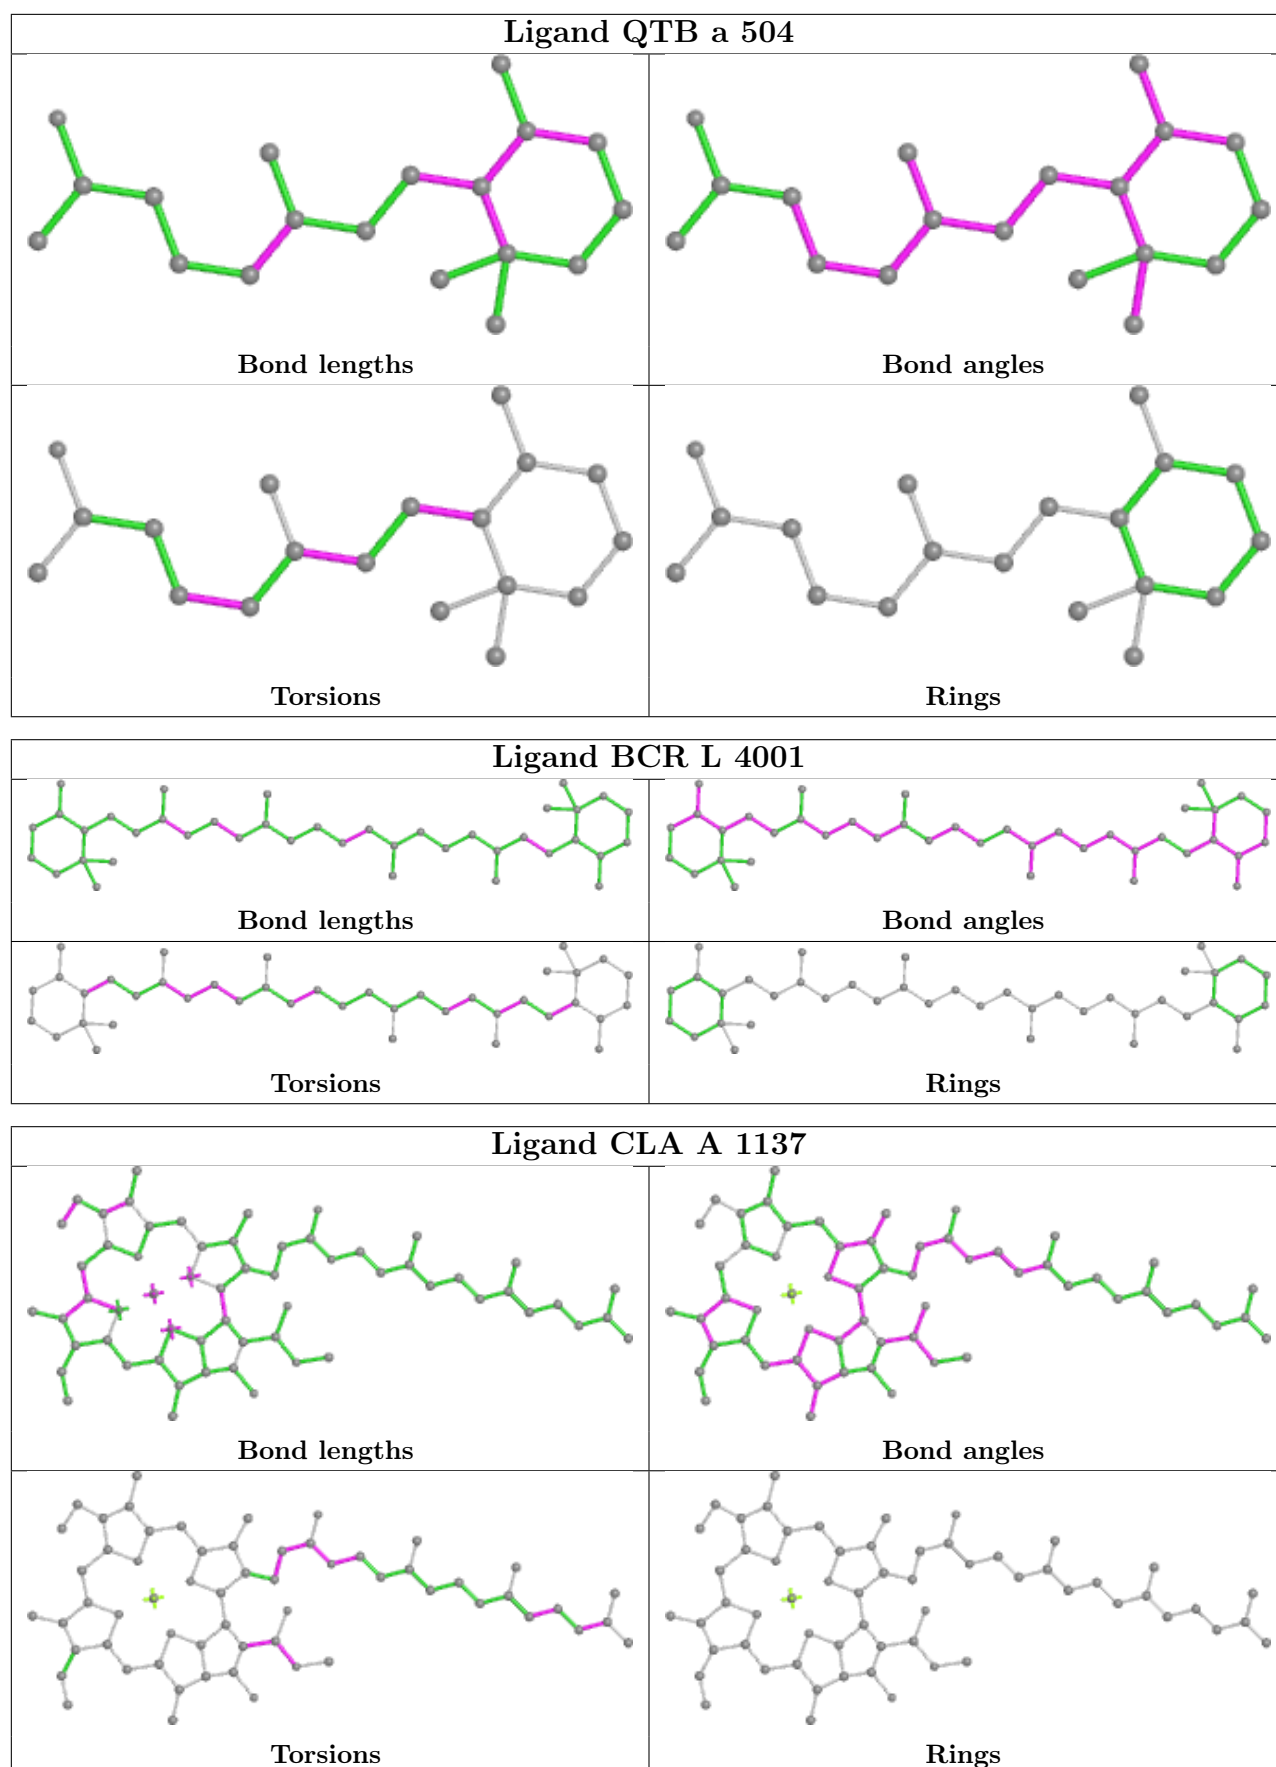 Ligand QTB a 504
Bond lengths
Bond angles
Torsions
Rings
Ligand BCR L 4001
Bond lengths
Bond angles
Torsions
Rings
Ligand CLA A 1137
Bond lengths
Bond angles
Torsions
Rings